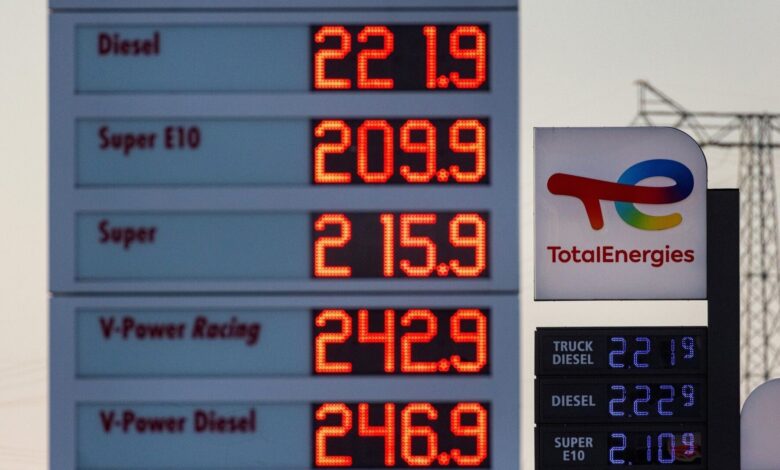 Diesel 221.9
Super E10 209.9
Super 215.9
V-Power Racing 242.9
V-Power Diesel 246.9
TotalEnergies
TRUCK DIESEL 2.219
DIESEL 2.229
SUPER E10 2.109